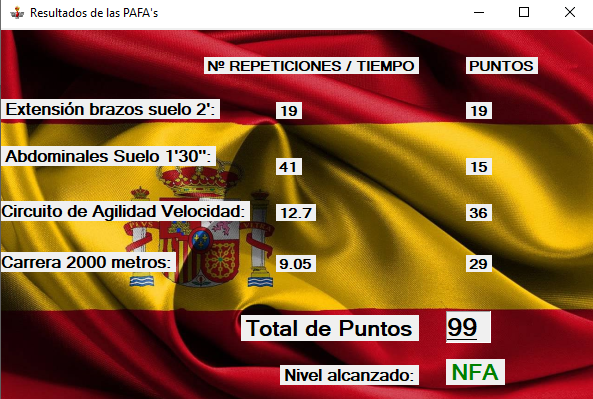 Resultados de las PAFA's
Nº REPETICIONES / TIEMPO PUNTOS
Extensión brazos suelo 2': 19 19
Abdominales Suelo 1'30'': 41 15
Circuito de Agilidad Velocidad: 12.7 36
Carrera 2000 metros: 9.05 29
Total de Puntos 99
Nivel alcanzado: NFA